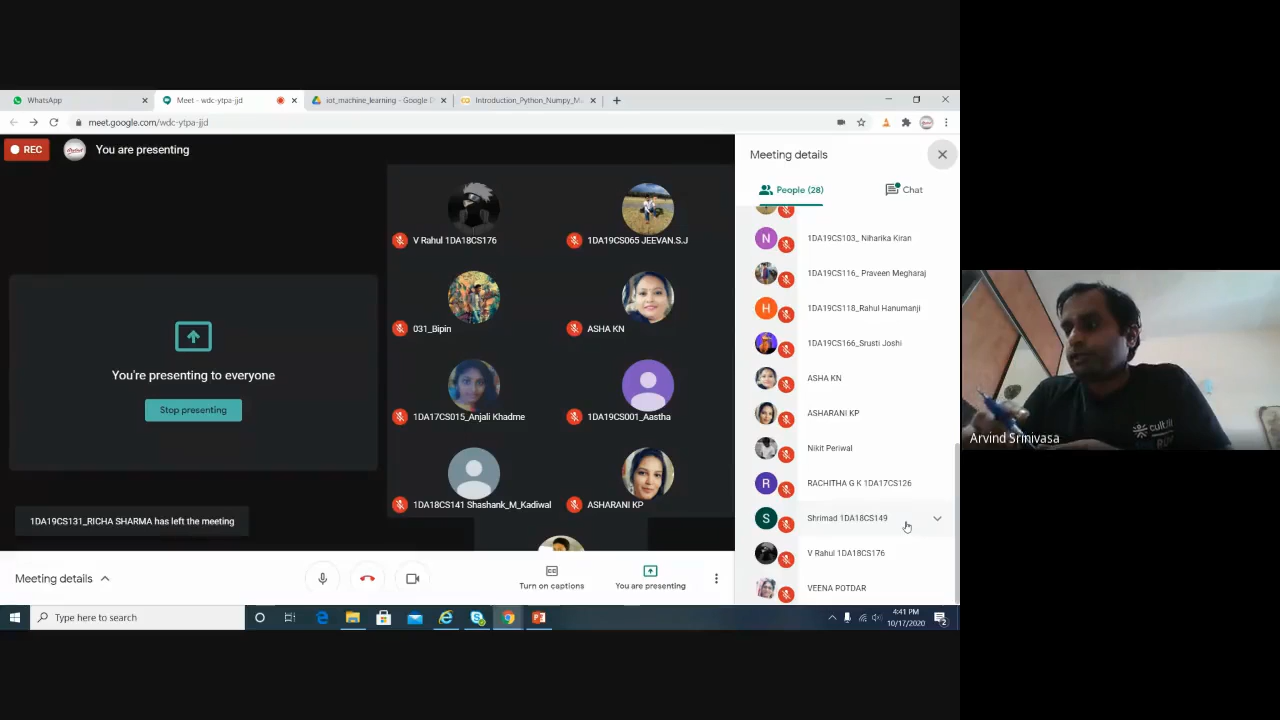 WhatsApp
Meet - wdc-ytpa-jjd
iot_machine_learning - Google D
Introduction_Python_Numpy_M
meet.google.com/wdc-ytpa-jjd
REC
You are presenting
Meeting details
People (28)
Chat
V Rahul 1DA18CS176
1DA19CS065 JEEVAN.S.J
031_Bipin
ASHA KN
1DA17CS015_Anjali Khadme
1DA19CS001_Aastha
1DA18CS141 Shashank_M_Kadiwal
ASHARANI KP
You're presenting to everyone
Stop presenting
1DA19CS131_RICHA SHARMA has left the meeting
N
1DA19CS103_ Niharika Kiran
1DA19CS116_ Praveen Megharaj
H
1DA19CS118_Rahul Hanumanji
1DA19CS166_Srusti Joshi
ASHA KN
ASHARANI KP
Nikit Periwal
R
RACHITHA G K 1DA17CS126
S
Shrimad 1DA18CS149
V Rahul 1DA18CS176
VEENA POTDAR
Meeting details
Turn on captions
You are presenting
Type here to search
4:41 PM
10/17/2020
2
cult.fit
Arvind Srinivasa